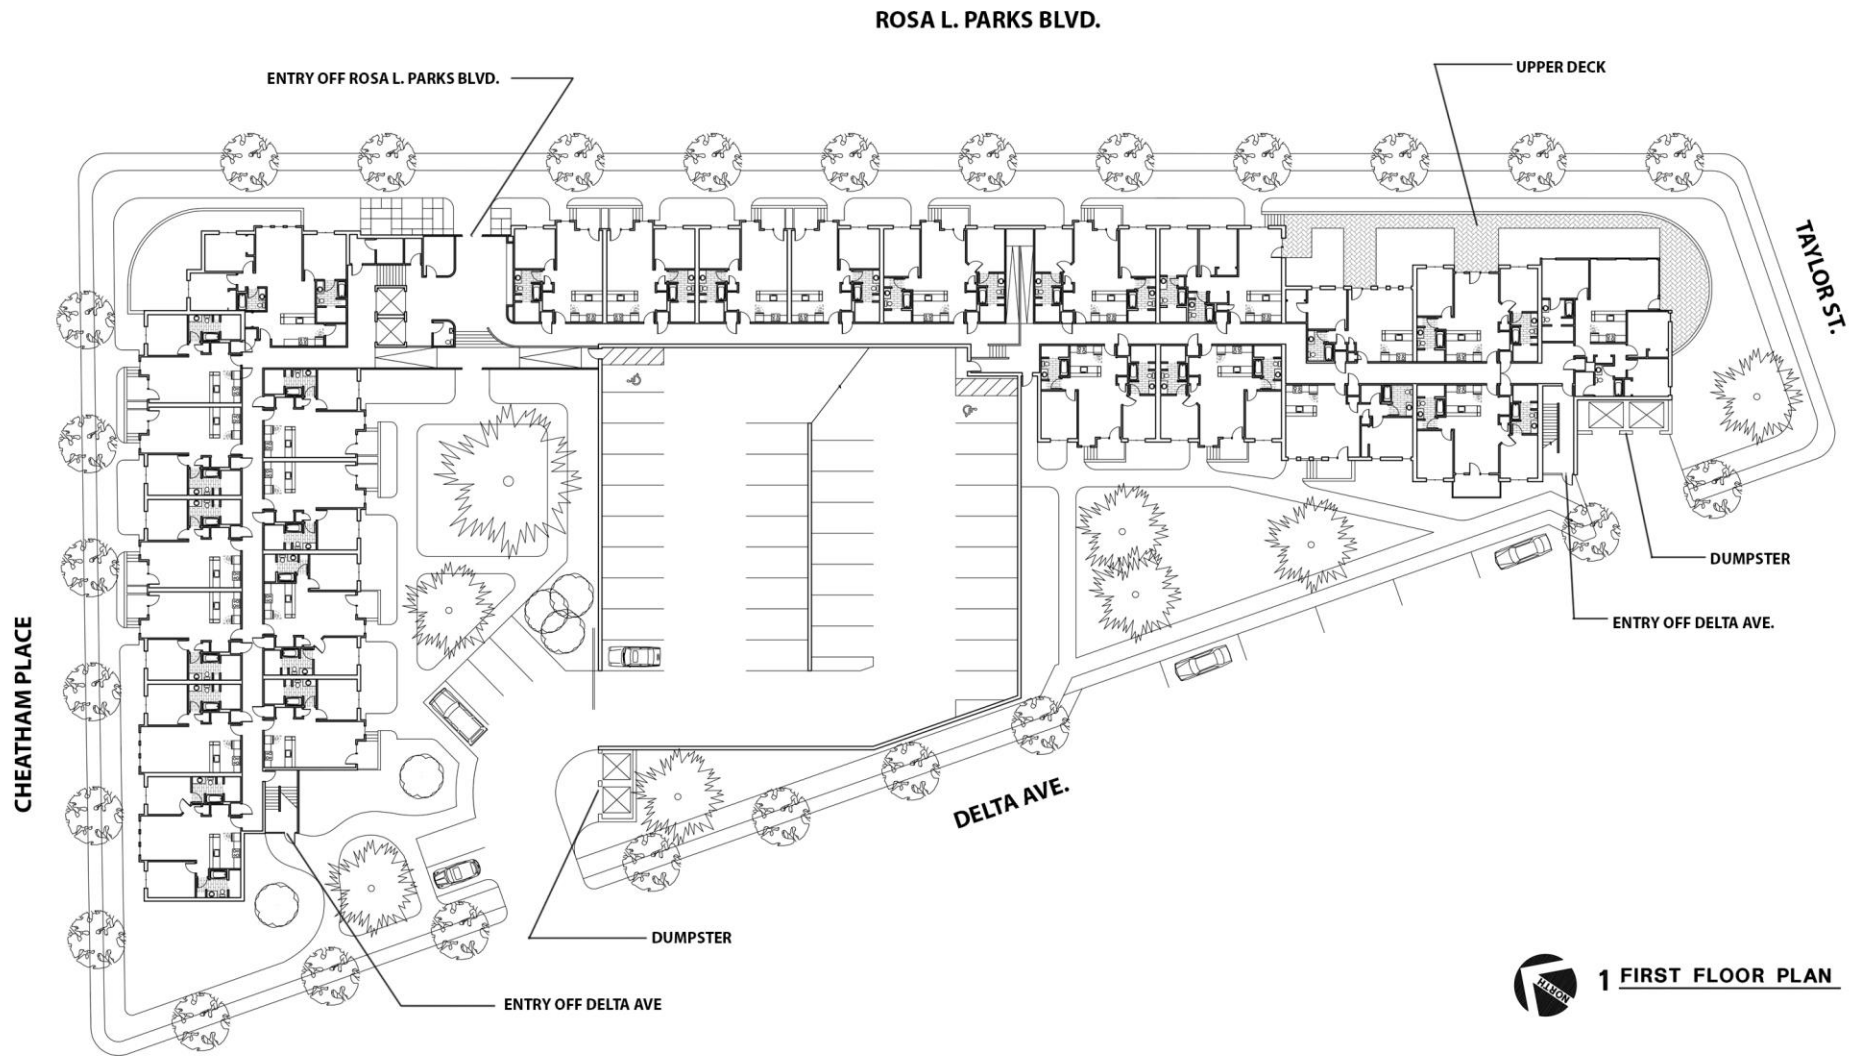 ROSA L. PARKS BLVD.
ENTRY OFF ROSA L. PARKS BLVD.
UPPER DECK
TAYLOR ST.
DUMPSTER
ENTRY OFF DELTA AVE.
CHEATHAM PLACE
DELTA AVE.
DUMPSTER
ENTRY OFF DELTA AVE
NORTH
1 FIRST FLOOR PLAN